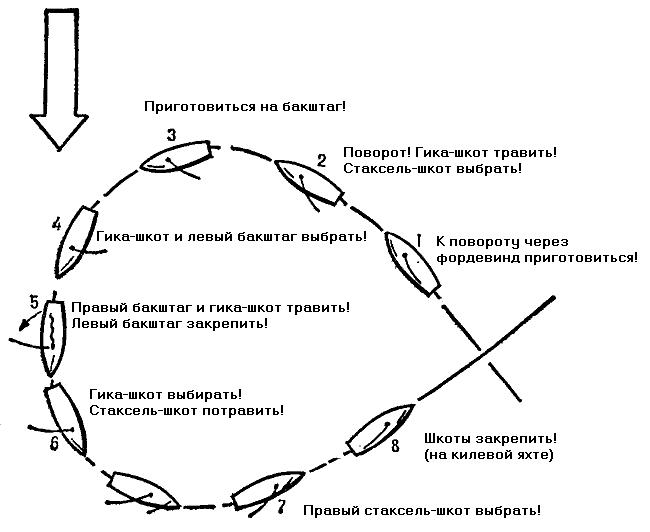 Приготовиться на бакштаг!
3
2
Поворот! Гика-шкот травить!
Стаксель-шкот выбрать!
4
Гика-шкот и левый бакштаг выбрать!
1
К повороту через
фордевинд приготовиться!
5
Правый бакштаг и гика-шкот травить!
Левый бакштаг закрепить!
Гика-шкот выбирать!
Стаксель-шкот потравить!
6
8
Шкоты закрепить!
(на килевой яхте)
7
Правый стаксель-шкот выбрать!